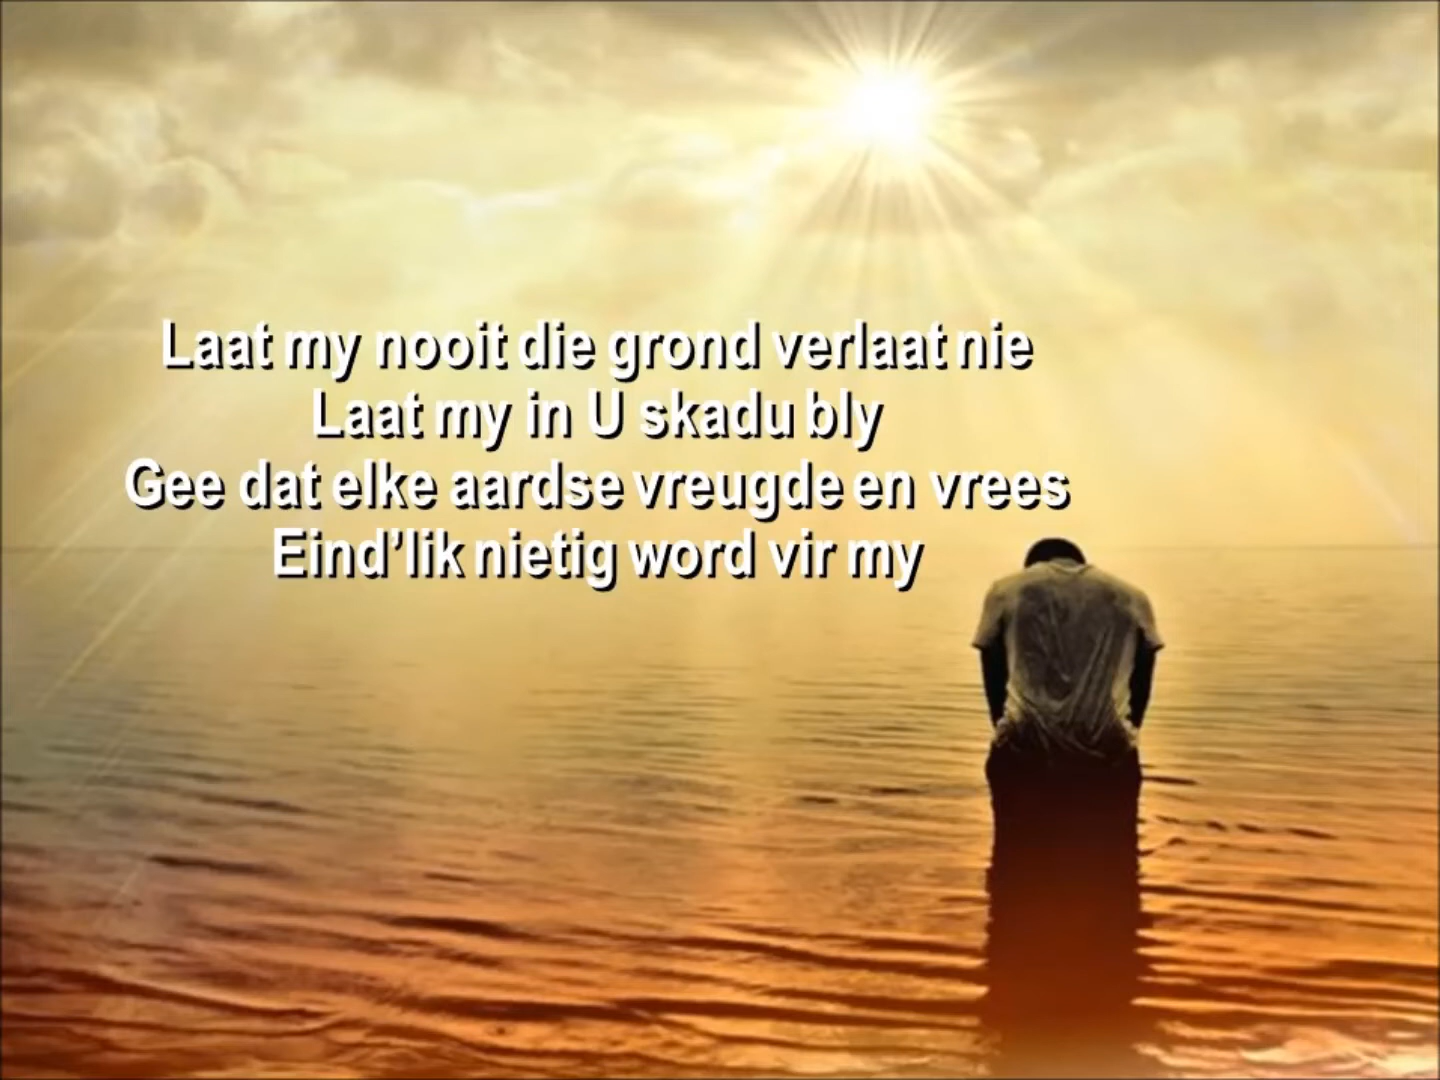 Laat my nooit die grond verlaat nie
Laat my in U skadu bly
Gee dat elke aardse vreugde en vrees
Eind’lik nietig word vir my